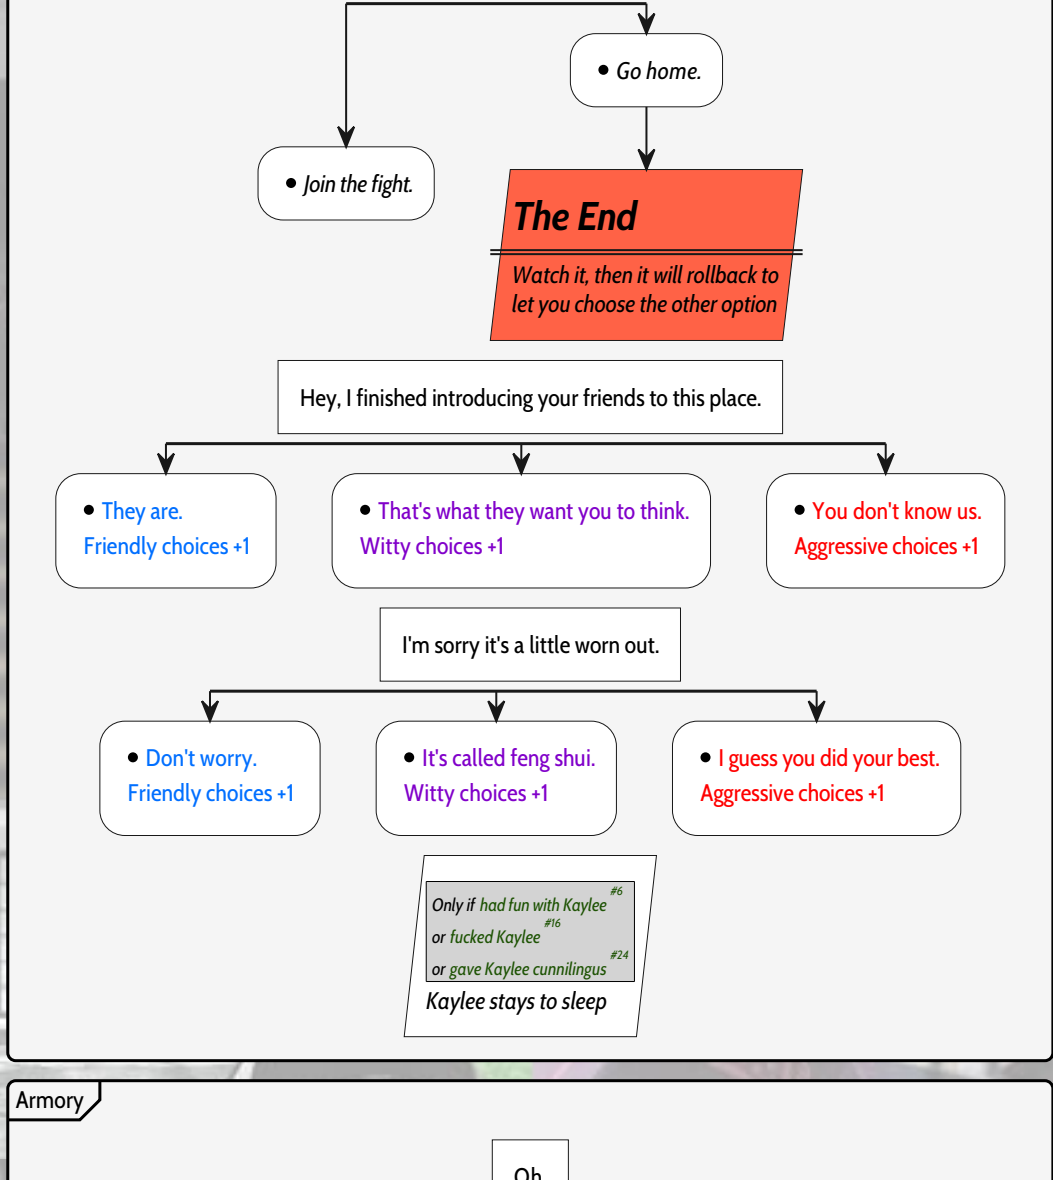 • Go home.
• Join the fight.
The End
Watch it, then it will rollback to
let you choose the other option
Hey, I finished introducing your friends to this place.
• They are.
Friendly choices +1
• That's what they want you to think.
Witty choices +1
• You don't know us.
Aggressive choices +1
I'm sorry it's a little worn out.
• Don't worry.
Friendly choices +1
• It's called feng shui.
Witty choices +1
• I guess you did your best.
Aggressive choices +1
Only if had fun with Kaylee #6
or fucked Kaylee #16
or gave Kaylee cunnilingus #24
Kaylee stays to sleep
Armory
Oh